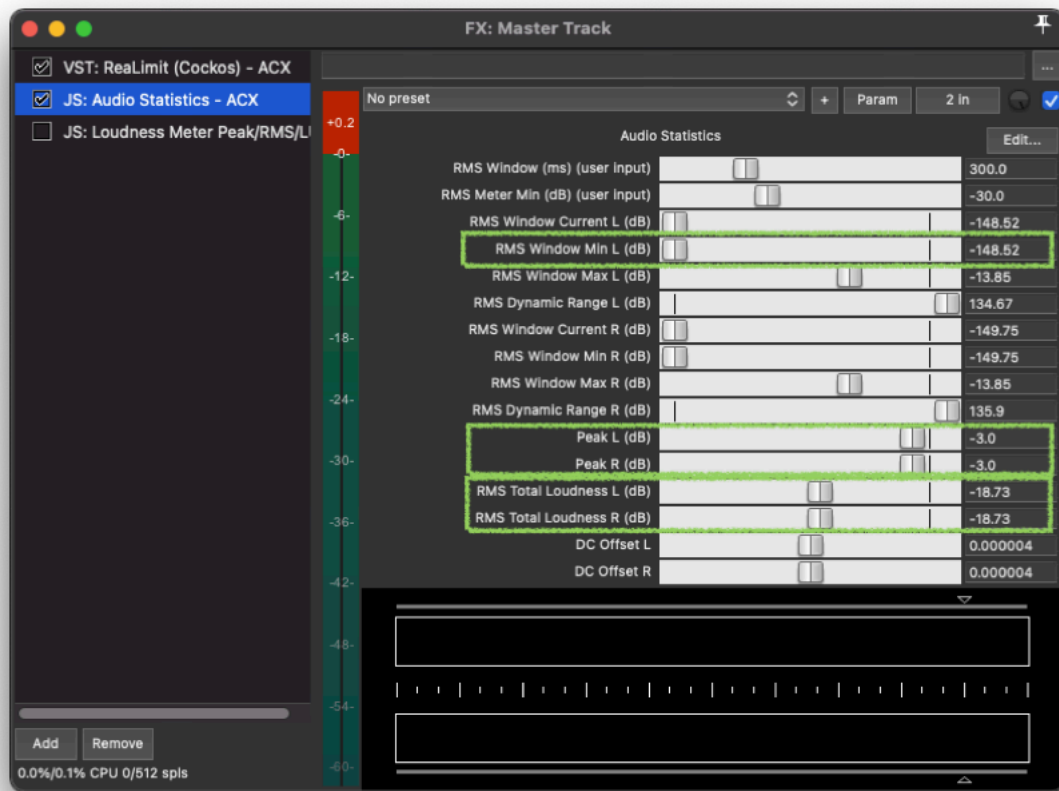 FX: Master Track
VST: ReaLimit (Cockos) - ACX
JS: Audio Statistics - ACX
JS: Loudness Meter Peak/RMS/LU
Add
Remove
0.0%/0.1% CPU 0/512 spls
...
No preset
+
Param
2 in
Audio Statistics
Edit...
RMS Window (ms) (user input) 300.0
RMS Meter Min (dB) (user input) -30.0
RMS Window Current L (dB) -148.52
RMS Window Min L (dB) -148.52
RMS Window Max L (dB) -13.85
RMS Dynamic Range L (dB) 134.67
RMS Window Current R (dB) -149.75
RMS Window Min R (dB) -149.75
RMS Window Max R (dB) -13.85
RMS Dynamic Range R (dB) 135.9
Peak L (dB) -3.0
Peak R (dB) -3.0
RMS Total Loudness L (dB) -18.73
RMS Total Loudness R (dB) -18.73
DC Offset L 0.000004
DC Offset R 0.000004
+0.2
-0-
-6-
-12-
-18-
-24-
-30-
-36-
-42-
-48-
-54-
-60-